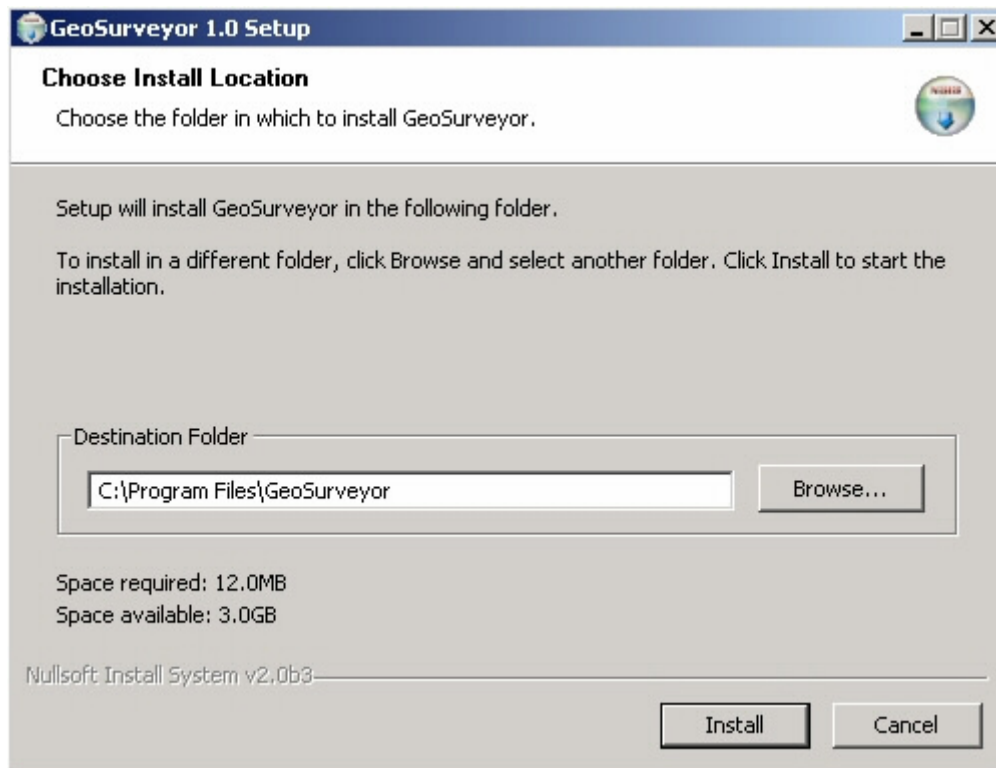 GeoSurveyor 1.0 Setup
Choose Install Location
Choose the folder in which to install GeoSurveyor.
Setup will install GeoSurveyor in the following folder.
To install in a different folder, click Browse and select another folder. Click Install to start the
installation.
Destination Folder
C:\Program Files\GeoSurveyor
Browse...
Space required: 12.0MB
Space available: 3.0GB
Nullsoft Install System v2.0b3
Install
Cancel